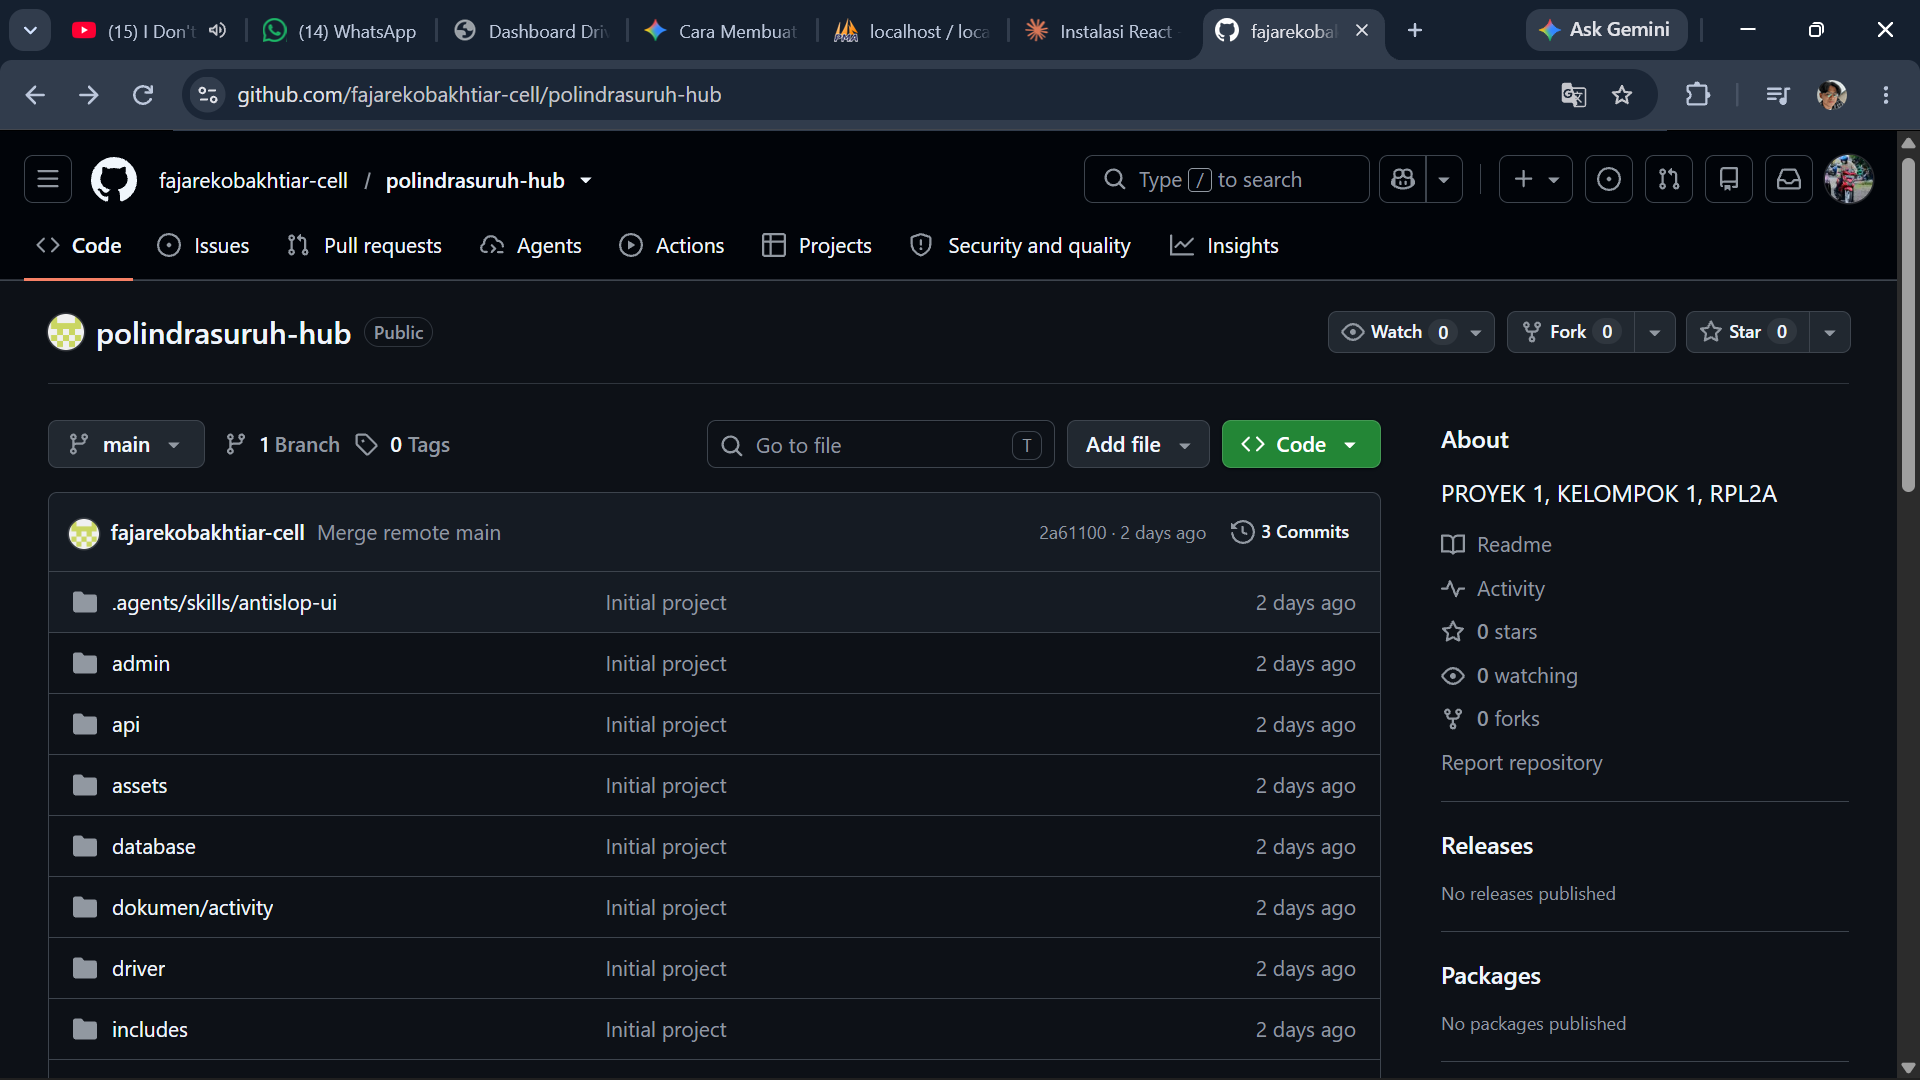 (15) I Don't
(14) WhatsApp
Dashboard Dri
Cara Membuat
localhost / loca
Instalasi React
fajarekobal
Ask Gemini
github.com/fajarekobakhtiar-cell/polindrasuruh-hub
fajarekobakhtiar-cell / polindrasuruh-hub
Type / to search
Code
Issues
Pull requests
Agents
Actions
Projects
Security and quality
Insights
polindrasuruh-hub Public
Watch 0
Fork 0
Star 0
main
1 Branch
0 Tags
Go to file T
Add file
Code
fajarekobakhtiar-cell Merge remote main 2a61100 · 2 days ago 3 Commits
.agents/skills/antislop-ui Initial project 2 days ago
admin Initial project 2 days ago
api Initial project 2 days ago
assets Initial project 2 days ago
database Initial project 2 days ago
dokumen/activity Initial project 2 days ago
driver Initial project 2 days ago
includes Initial project 2 days ago
About
PROYEK 1, KELOMPOK 1, RPL2A
Readme
Activity
0 stars
0 watching
0 forks
Report repository
Releases
No releases published
Packages
No packages published